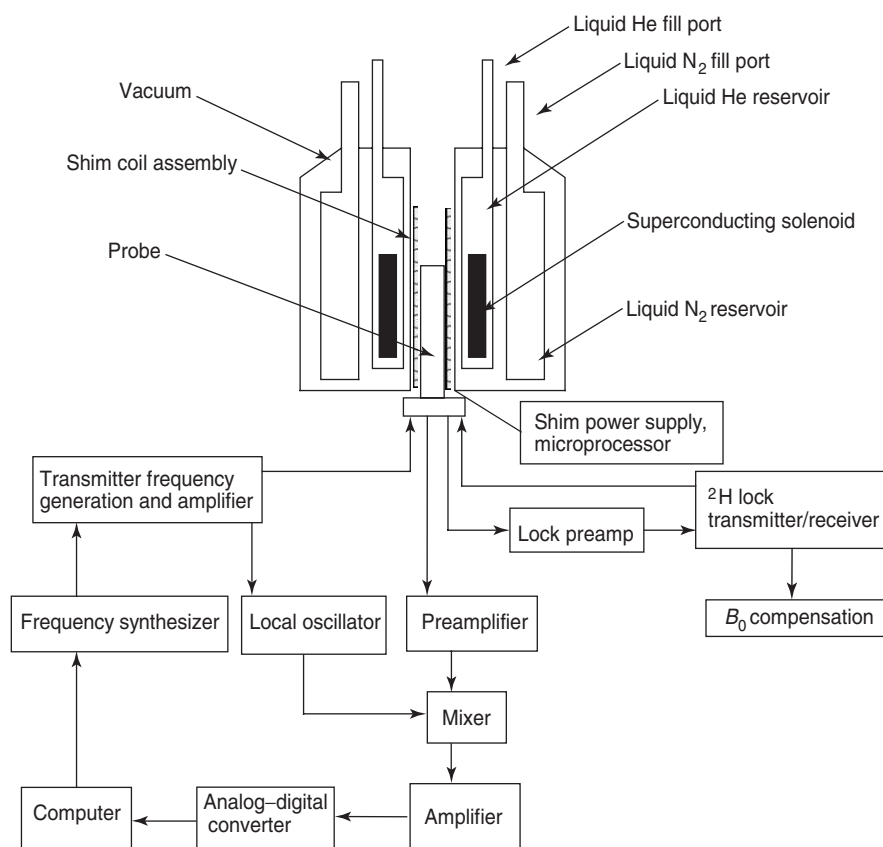 Liquid He fill port
Liquid N2 fill port
Vacuum
Liquid He reservoir
Shim coil assembly
Superconducting solenoid
Probe
Liquid N2 reservoir
Shim power supply,
microprocessor
Transmitter frequency
generation and amplifier
2H lock
transmitter/receiver
Lock preamp
Frequency synthesizer
Local oscillator
Preamplifier
B0 compensation
Mixer
Computer
Analog–digital
converter
Amplifier